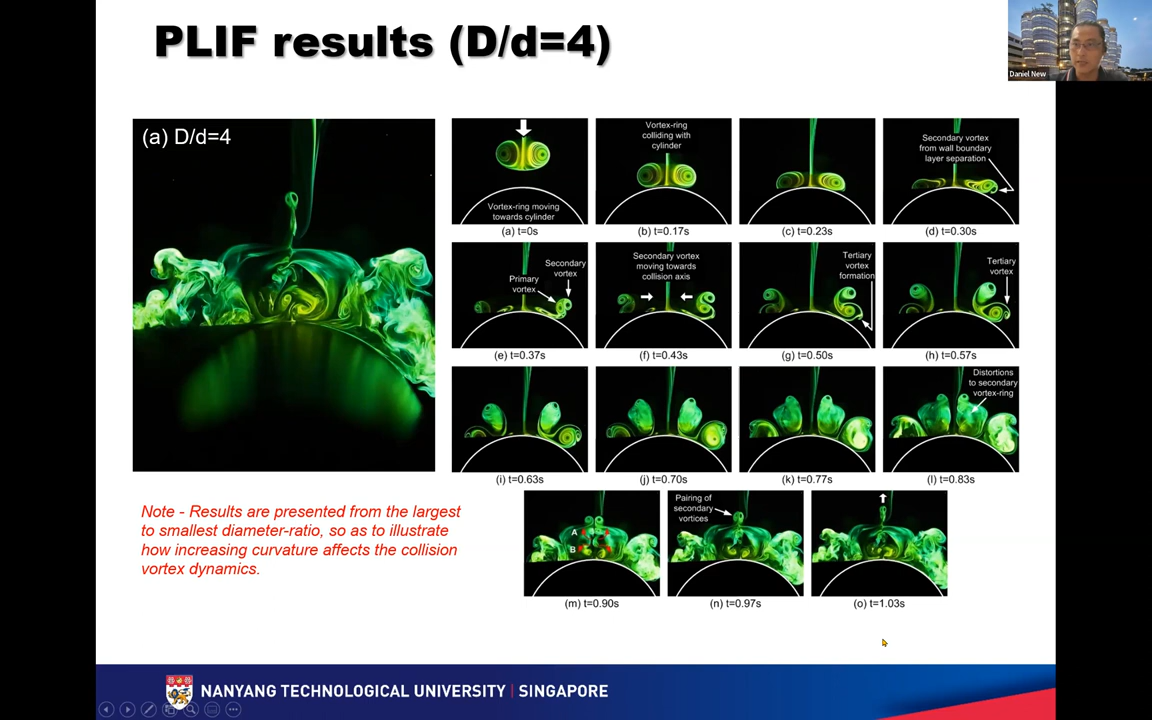 PLIF results (D/d=4)
Daniel New
(a) D/d=4
Vortex-ring moving
towards cylinder
(a) t=0s
Vortex-ring
colliding with
cylinder
(b) t=0.17s
(c) t=0.23s
Secondary vortex
from wall boundary
layer separation
(d) t=0.30s
Primary
vortex
Secondary
vortex
(e) t=0.37s
Secondary vortex
moving towards
collision axis
(f) t=0.43s
Tertiary
vortex
formation
(g) t=0.50s
Tertiary
vortex
(h) t=0.57s
(i) t=0.63s
(j) t=0.70s
(k) t=0.77s
Distortions
to secondary
vortex-ring
(l) t=0.83s
Note - Results are presented from the largest
to smallest diameter-ratio, so as to illustrate
how increasing curvature affects the collision
vortex dynamics.
A
B
(m) t=0.90s
Pairing of
secondary
vortices
(n) t=0.97s
(o) t=1.03s
NANYANG TECHNOLOGICAL UNIVERSITY | SINGAPORE